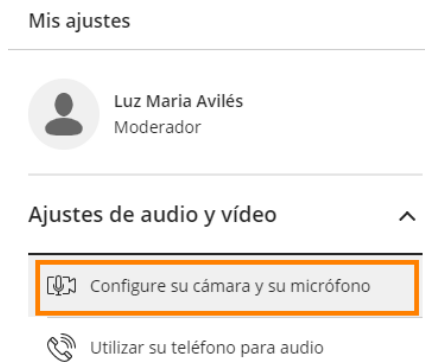 Mis ajustes
Luz Maria Avilés
Moderador
Ajustes de audio y vídeo
Configure su cámara y su micrófono
Utilizar su teléfono para audio